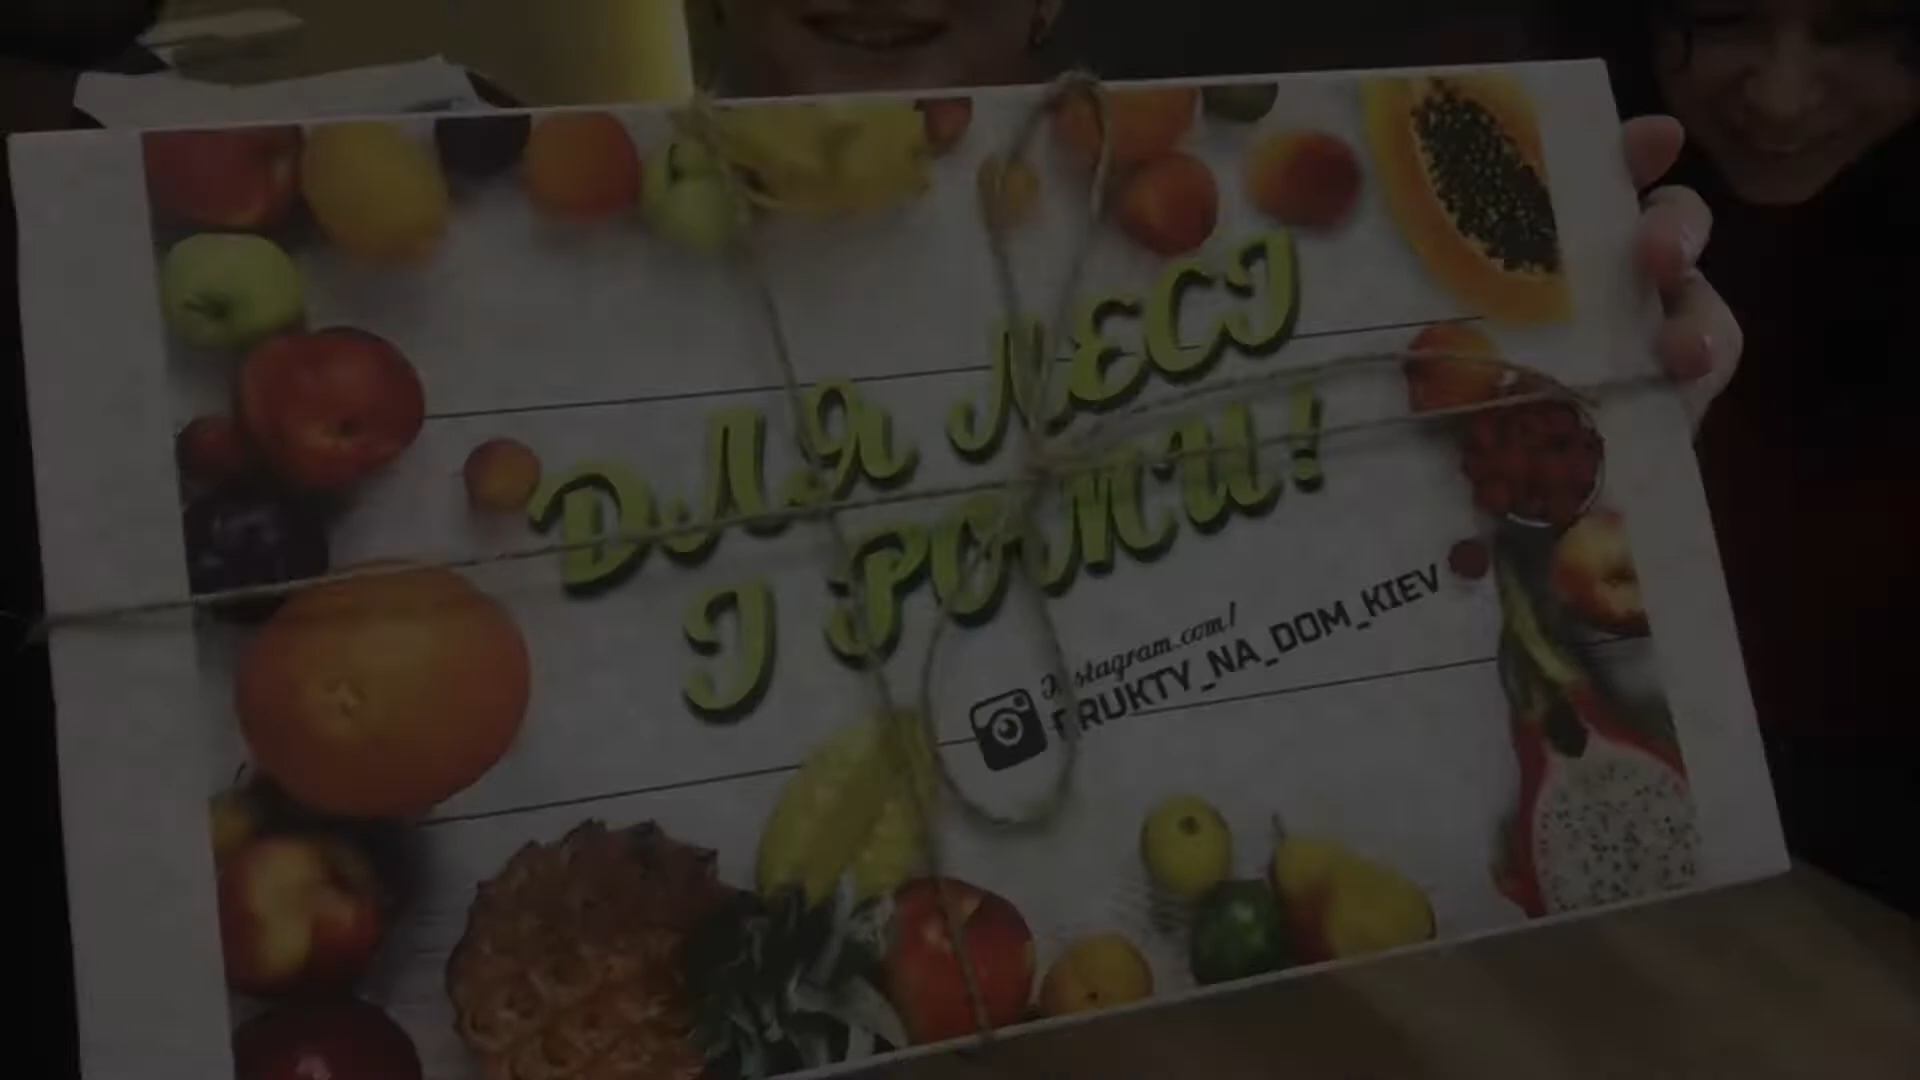 ДЛЯ ЛЕСІ
І РОМИ!
Instagram.com/
FRUKTY_NA_DOM_KIEV